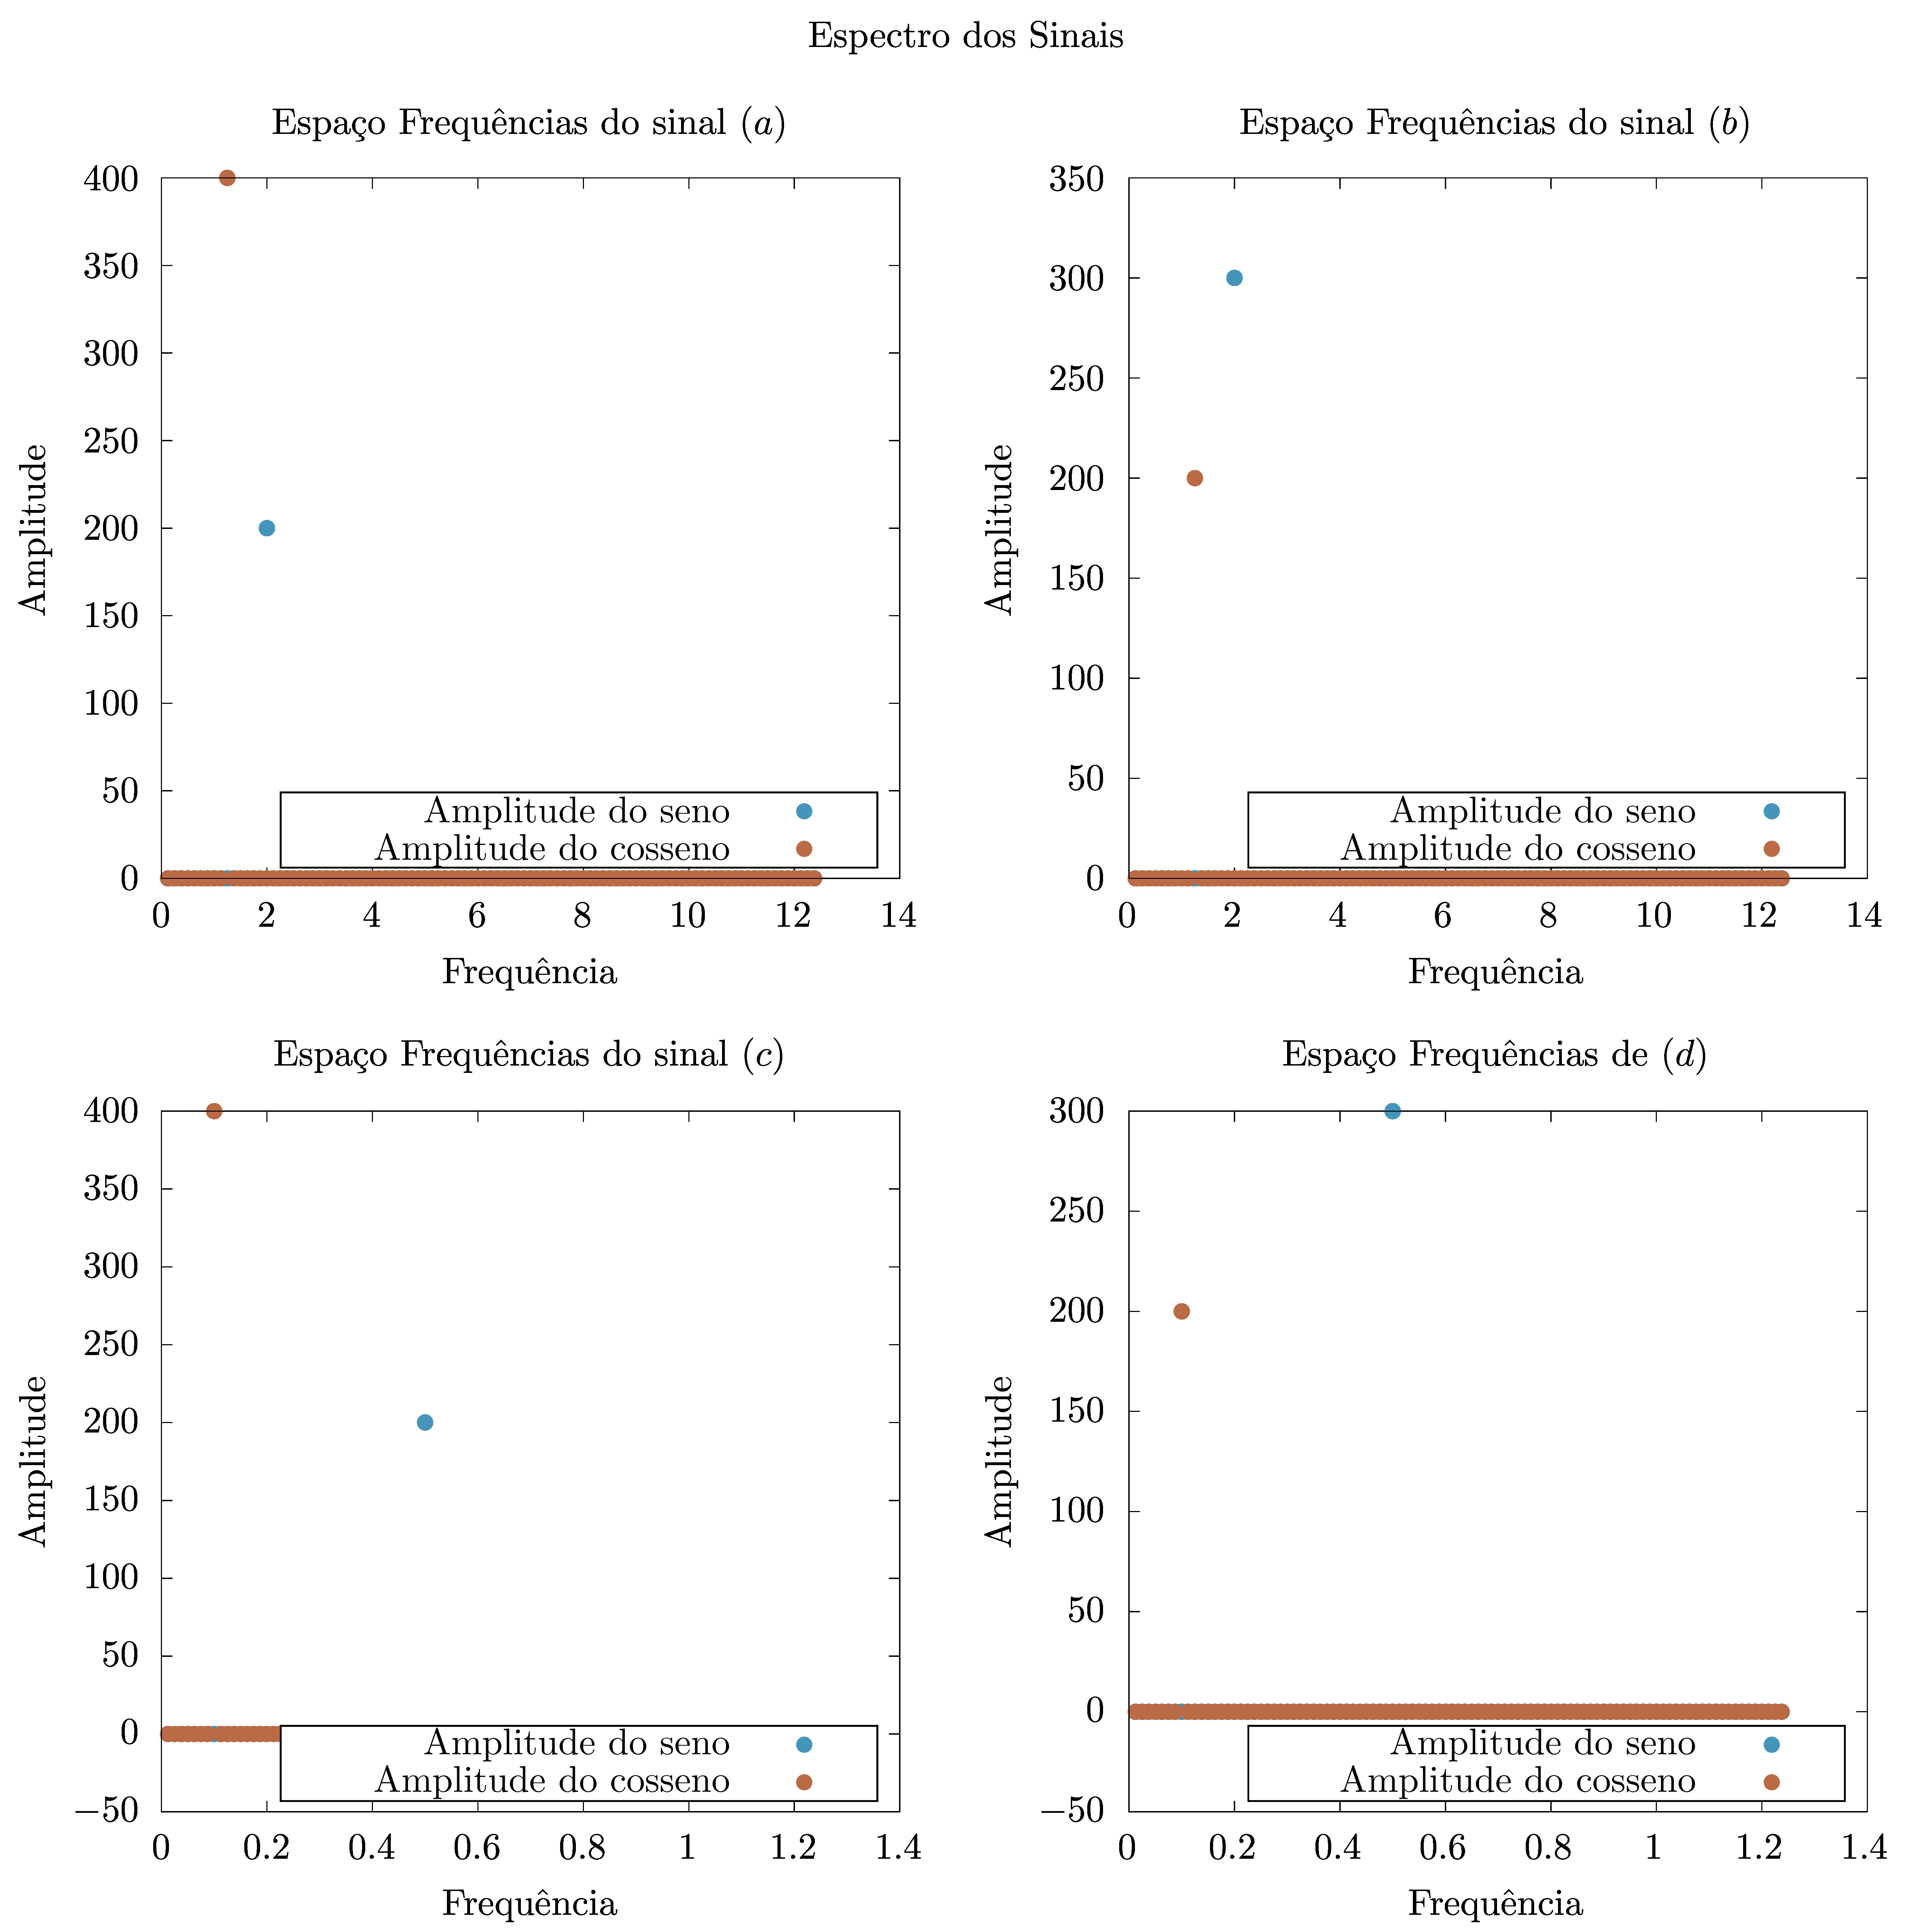 Espectro dos Sinais
Espaço Frequências do sinal (a)
400
350
300
250
200
150
100
50
0
0 2 4 6 8 10 12 14
Amplitude
Frequência
Amplitude do seno
Amplitude do cosseno
Espaço Frequências do sinal (b)
350
300
250
200
150
100
50
0
0 2 4 6 8 10 12 14
Amplitude
Frequência
Amplitude do seno
Amplitude do cosseno
Espaço Frequências do sinal (c)
400
350
300
250
200
150
100
50
0
−50
0 0.2 0.4 0.6 0.8 1 1.2 1.4
Amplitude
Frequência
Amplitude do seno
Amplitude do cosseno
Espaço Frequências de (d)
300
250
200
150
100
50
0
−50
0 0.2 0.4 0.6 0.8 1 1.2 1.4
Amplitude
Frequência
Amplitude do seno
Amplitude do cosseno